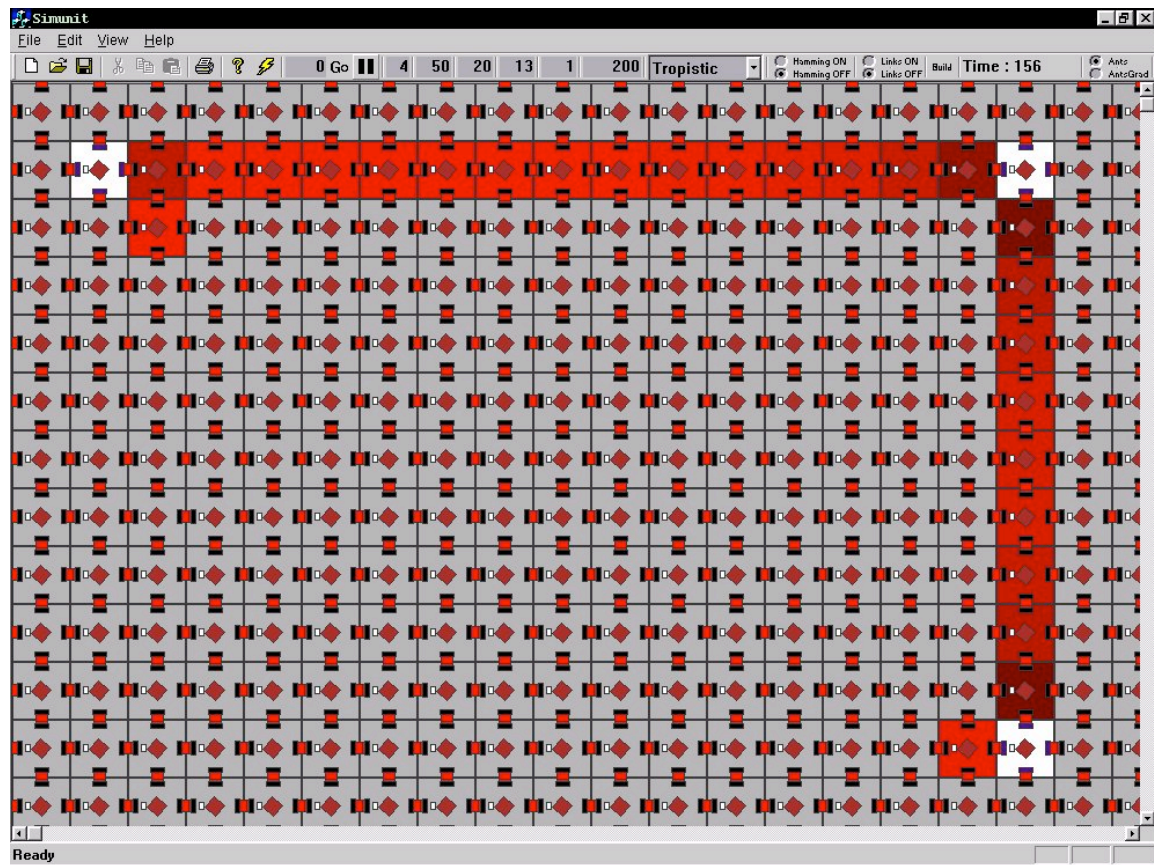 Simunit
File Edit View Help
0 Go 4 50 20 13 1 200 Tropistic Hamming ON Hamming OFF Links ON Links OFF Build Time : 156 Ants AntsGrad
Ready